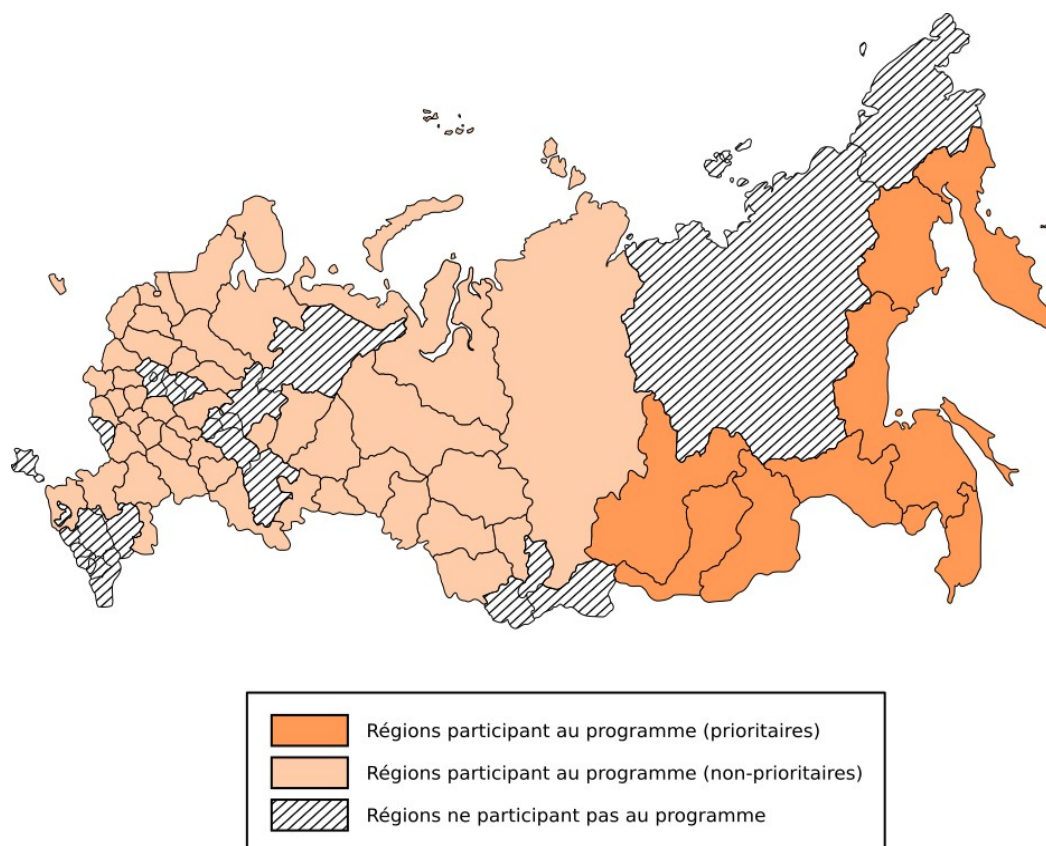 Régions participant au programme (prioritaires)
Régions participant au programme (non-prioritaires)
Régions ne participant pas au programme